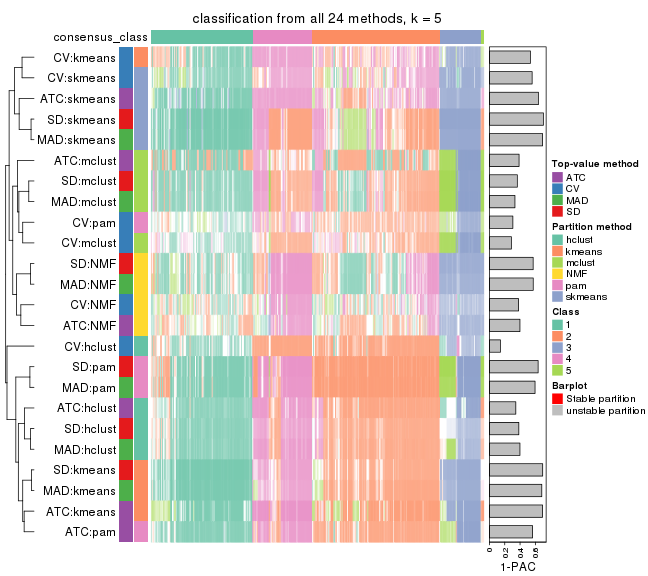 classification from all 24 methods, k = 5
consensus_class
CV:kmeans
CV:skmeans
ATC:skmeans
SD:skmeans
MAD:skmeans
ATC:mclust
SD:mclust
MAD:mclust
CV:pam
CV:mclust
SD:NMF
MAD:NMF
CV:NMF
ATC:NMF
CV:hclust
SD:pam
MAD:pam
ATC:hclust
SD:hclust
MAD:hclust
SD:kmeans
MAD:kmeans
ATC:kmeans
ATC:pam
0 0.2 0.4 0.6
1-PAC
Top-value method
ATC
CV
MAD
SD
Partition method
hclust
kmeans
mclust
NMF
pam
skmeans
Class
1
2
3
4
5
Barplot
Stable partition
unstable partition